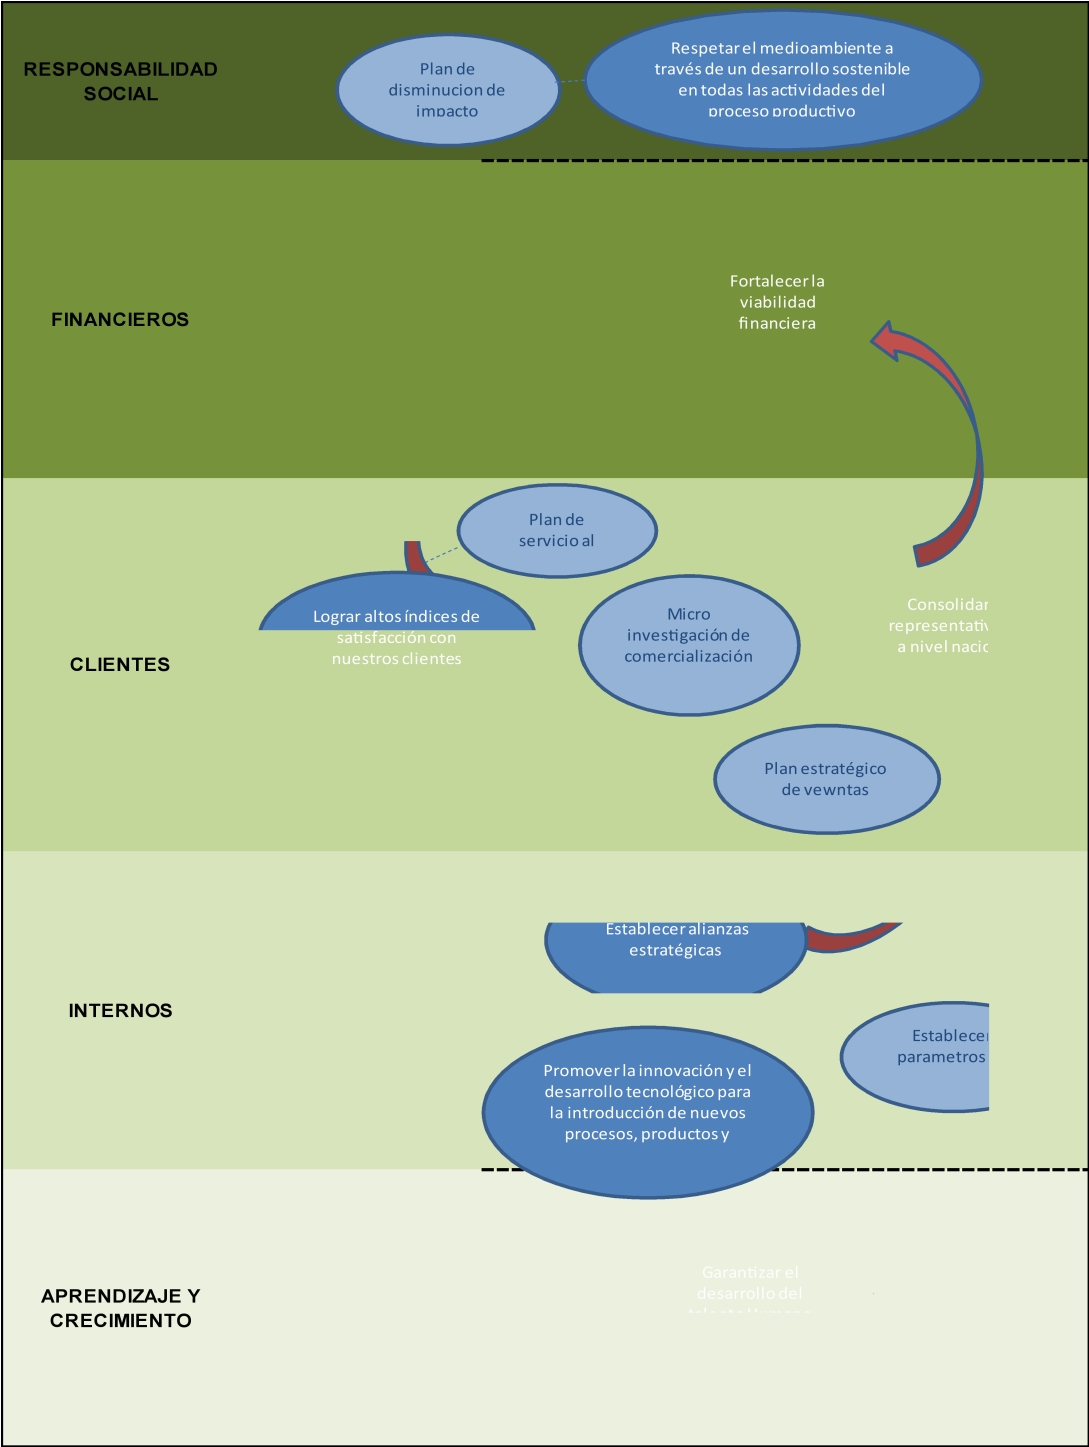 RESPONSABILIDAD
SOCIAL
Plan de
disminucion de
impacto
Respetar el medioambiente a
través de un desarrollo sostenible
en todas las actividades del
proceso productivo
FINANCIEROS
Fortalecer la
viabilidad
financiera
CLIENTES
Plan de
servicio al
Lograr altos índices de
satisfacción con
nuestros clientes
Micro
investigación de
comercialización
Consolidar
representativ
a nivel nacio
Plan estratégico
de vewntas
INTERNOS
Establecer alianzas
estratégicas
Establecer
parametros
Promover la innovación y el
desarrollo tecnológico para
la introducción de nuevos
procesos, productos y
APRENDIZAJE Y
CRECIMIENTO
Garantizar el
desarrollo del